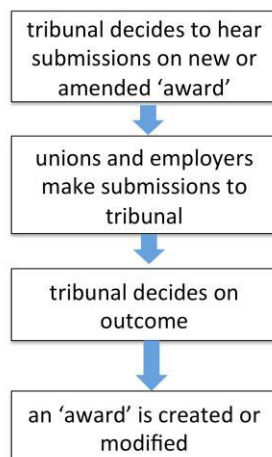 tribunal decides to hear
submissions on new or
amended ‘award’
unions and employers
make submissions to
tribunal
tribunal decides on
outcome
an ‘award’ is created or
modified